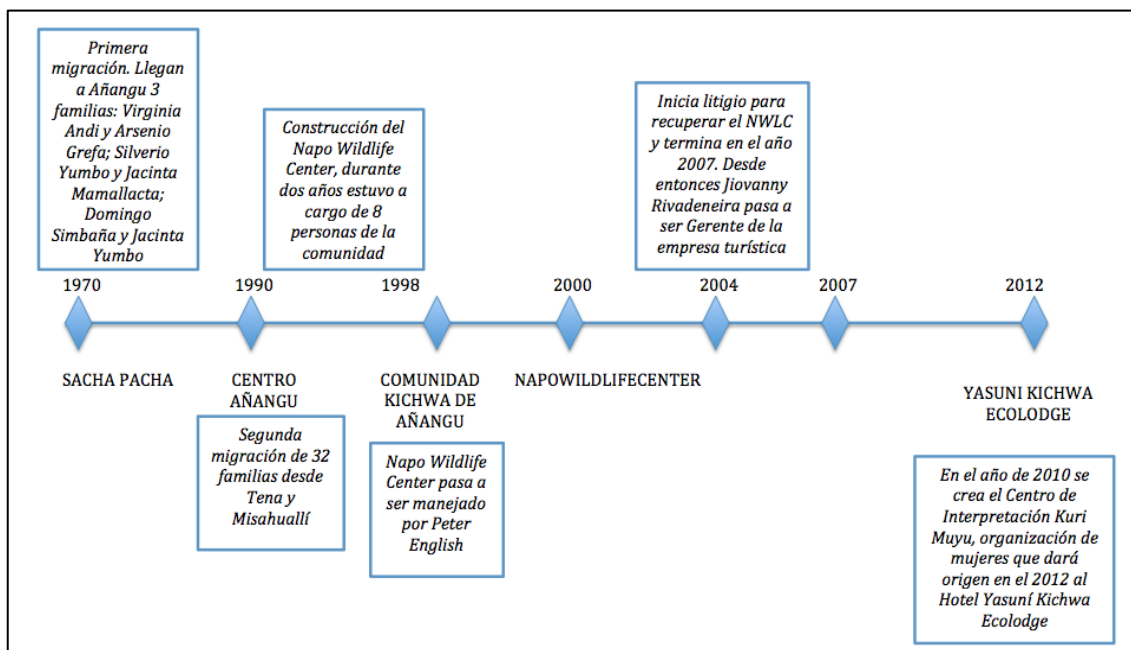 Primera
migración. Llegan
a Añangu 3
familias: Virginia
Andi y Arsenio
Grefa; Silverio
Yumbo y Jacinta
Mamallacta;
Domingo
Simbaña y Jacinta
Yumbo
Construcción del
Napo Wildlife
Center, durante
dos años estuvo a
cargo de 8
personas de la
comunidad
Inicia litigio para
recuperar el NWLC
y termina en el año
2007. Desde
entonces Jiovanny
Rivadeneira pasa a
ser Gerente de la
empresa turística
1970 1990 1998 2000 2004 2007 2012
SACHA PACHA
CENTRO
AÑANGU
COMUNIDAD
KICHWA DE
AÑANGU
NAPOWILDLIFECENTER
YASUNI KICHWA
ECOLODGE
Segunda
migración de 32
familias desde
Tena y
Misahuallí
Napo Wildlife
Center pasa a
ser manejado
por Peter
English
En el año de 2010 se
crea el Centro de
Interpretación Kuri
Muyu, organización de
mujeres que dará
origen en el 2012 al
Hotel Yasuní Kichwa
Ecolodge